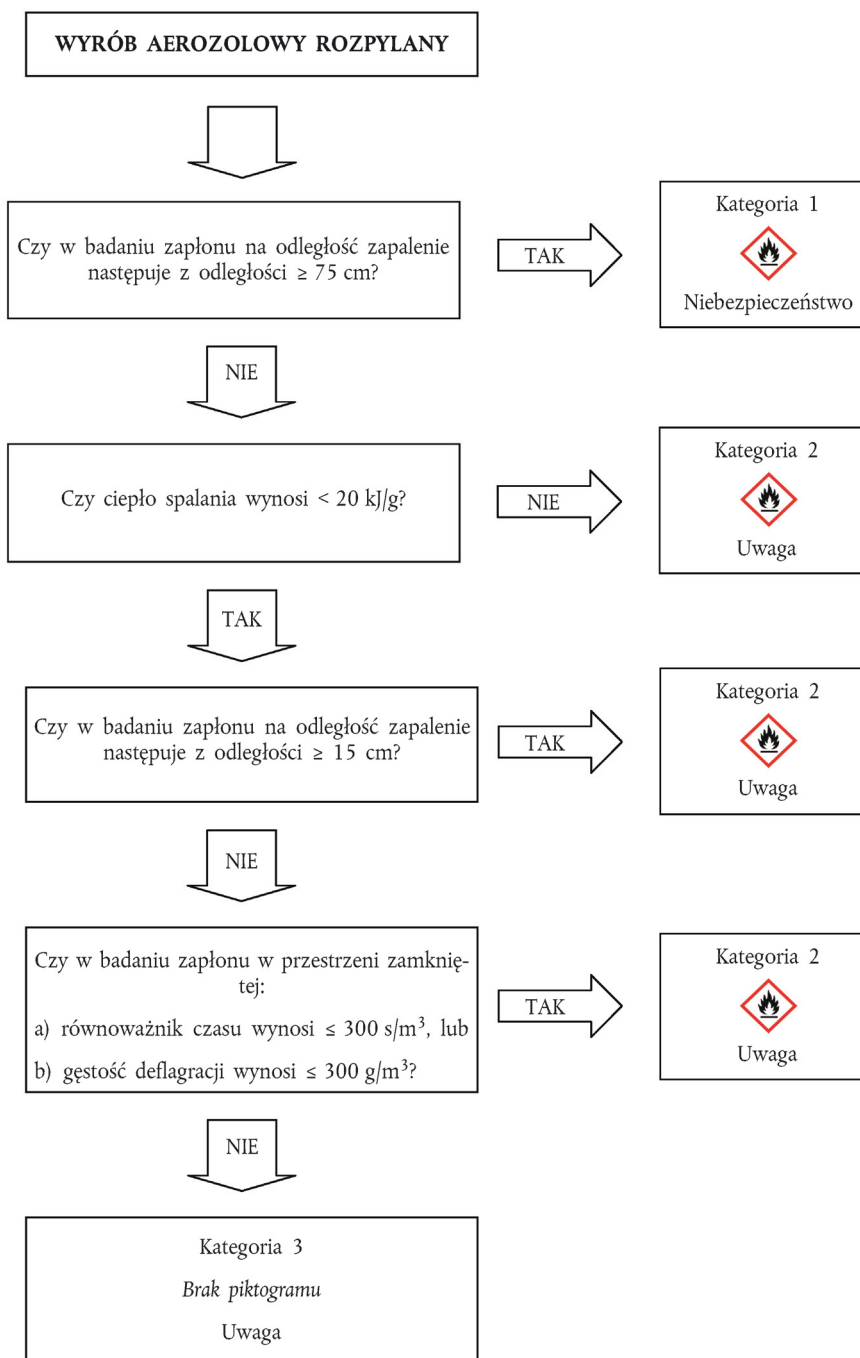 WYRÓB AEROZOLOWY ROZPYLANY
Czy w badaniu zapłonu na odległość zapalenie
następuje z odległości ≥ 75 cm?
TAK
Kategoria 1
Niebezpieczeństwo
NIE
Czy ciepło spalania wynosi < 20 kJ/g?
NIE
Kategoria 2
Uwaga
TAK
Czy w badaniu zapłonu na odległość zapalenie
następuje z odległości ≥ 15 cm?
TAK
Kategoria 2
Uwaga
NIE
Czy w badaniu zapłonu w przestrzeni zamknię-
tej:
a) równoważnik czasu wynosi ≤ 300 s/m³, lub
b) gęstość deflagracji wynosi ≤ 300 g/m³?
TAK
Kategoria 2
Uwaga
NIE
Kategoria 3
Brak piktogramu
Uwaga